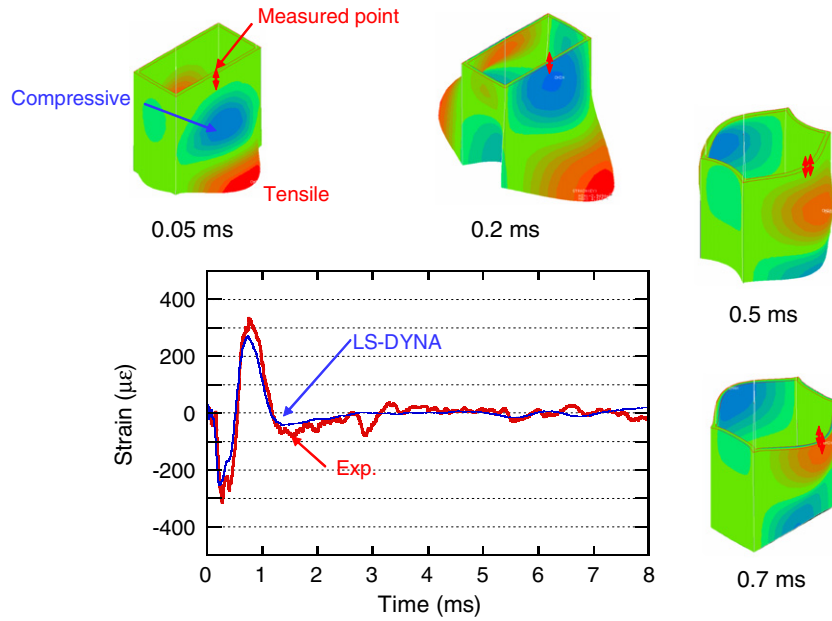 Measured point
Compressive
Tensile
0.05 ms
0.2 ms
0.5 ms
0.7 ms
Strain (με)
400
200
0
-200
-400
LS-DYNA
Exp.
0 1 2 3 4 5 6 7 8
Time (ms)